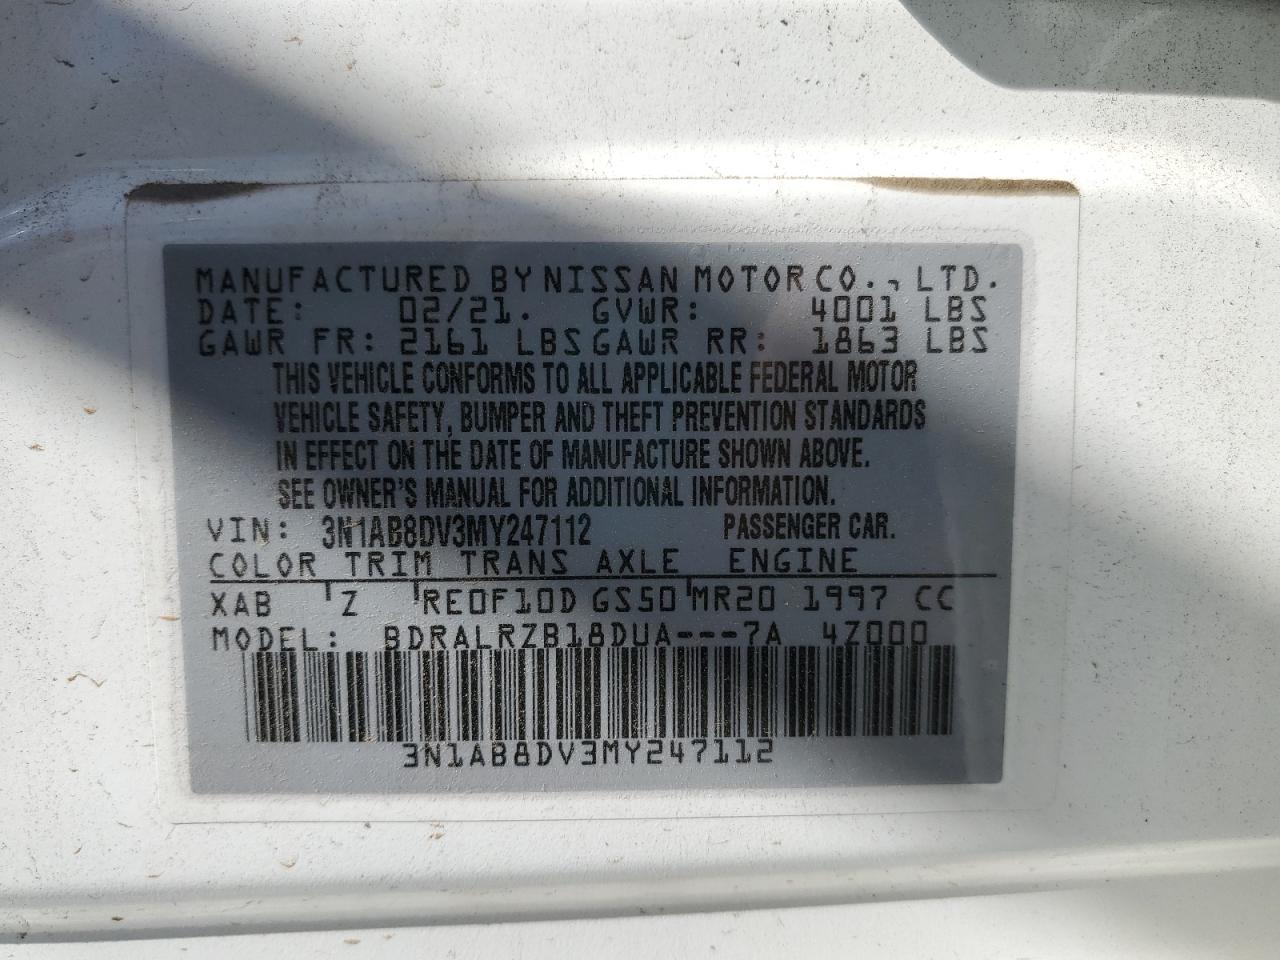 MANUFACTURED BY NISSAN MOTOR CO., LTD.
DATE: 02/21. GVWR: 4001 LBS
GAWR FR: 2161 LBS GAWR RR: 1863 LBS
THIS VEHICLE CONFORMS TO ALL APPLICABLE FEDERAL MOTOR
VEHICLE SAFETY, BUMPER AND THEFT PREVENTION STANDARDS
IN EFFECT ON THE DATE OF MANUFACTURE SHOWN ABOVE.
SEE OWNER'S MANUAL FOR ADDITIONAL INFORMATION.
VIN: 3N1AB8DV3MY247112 PASSENGER CAR.
COLOR TRIM TRANS AXLE ENGINE
XAB Z RE0F10D GS50 MR20 1997 CC
MODEL: BDRALRZB18DUA---7A 4Z000
3N1AB8DV3MY247112